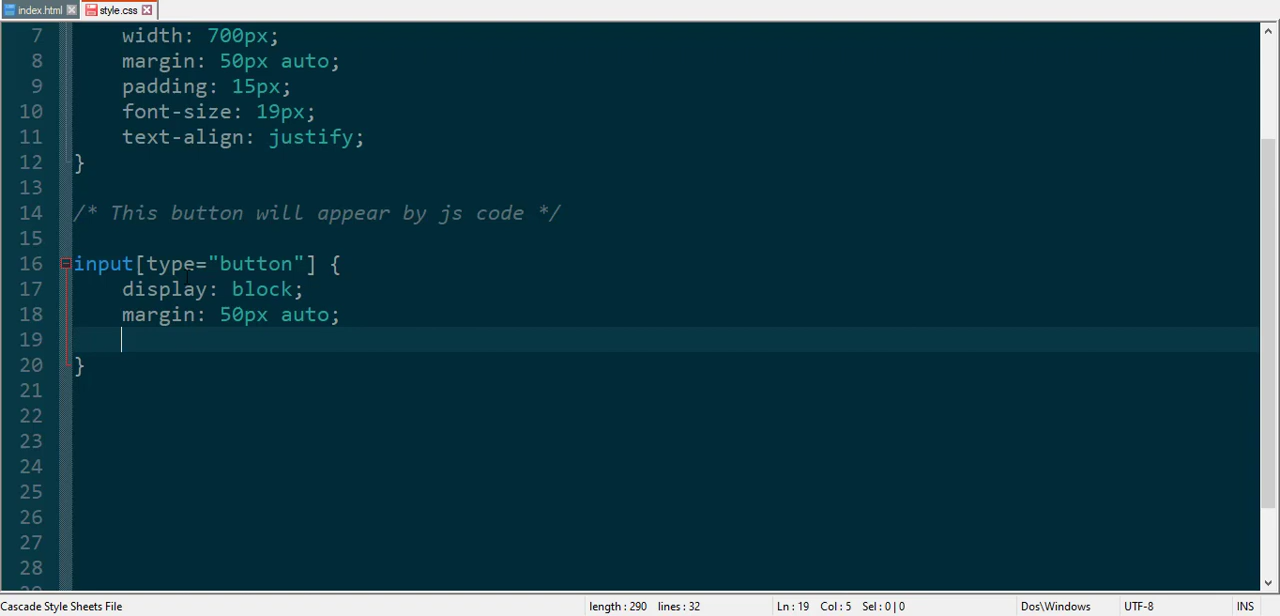 index.html style.css
7 width: 700px;
8 margin: 50px auto;
9 padding: 15px;
10 font-size: 19px;
11 text-align: justify;
12 }
13
14 /* This button will appear by js code */
15
16 input[type="button"] {
17 display: block;
18 margin: 50px auto;
19
20 }
21
22
23
24
25
26
27
28
Cascade Style Sheets File length : 290 lines : 32 Ln : 19 Col : 5 Sel : 0 | 0 Dos\Windows UTF-8 INS